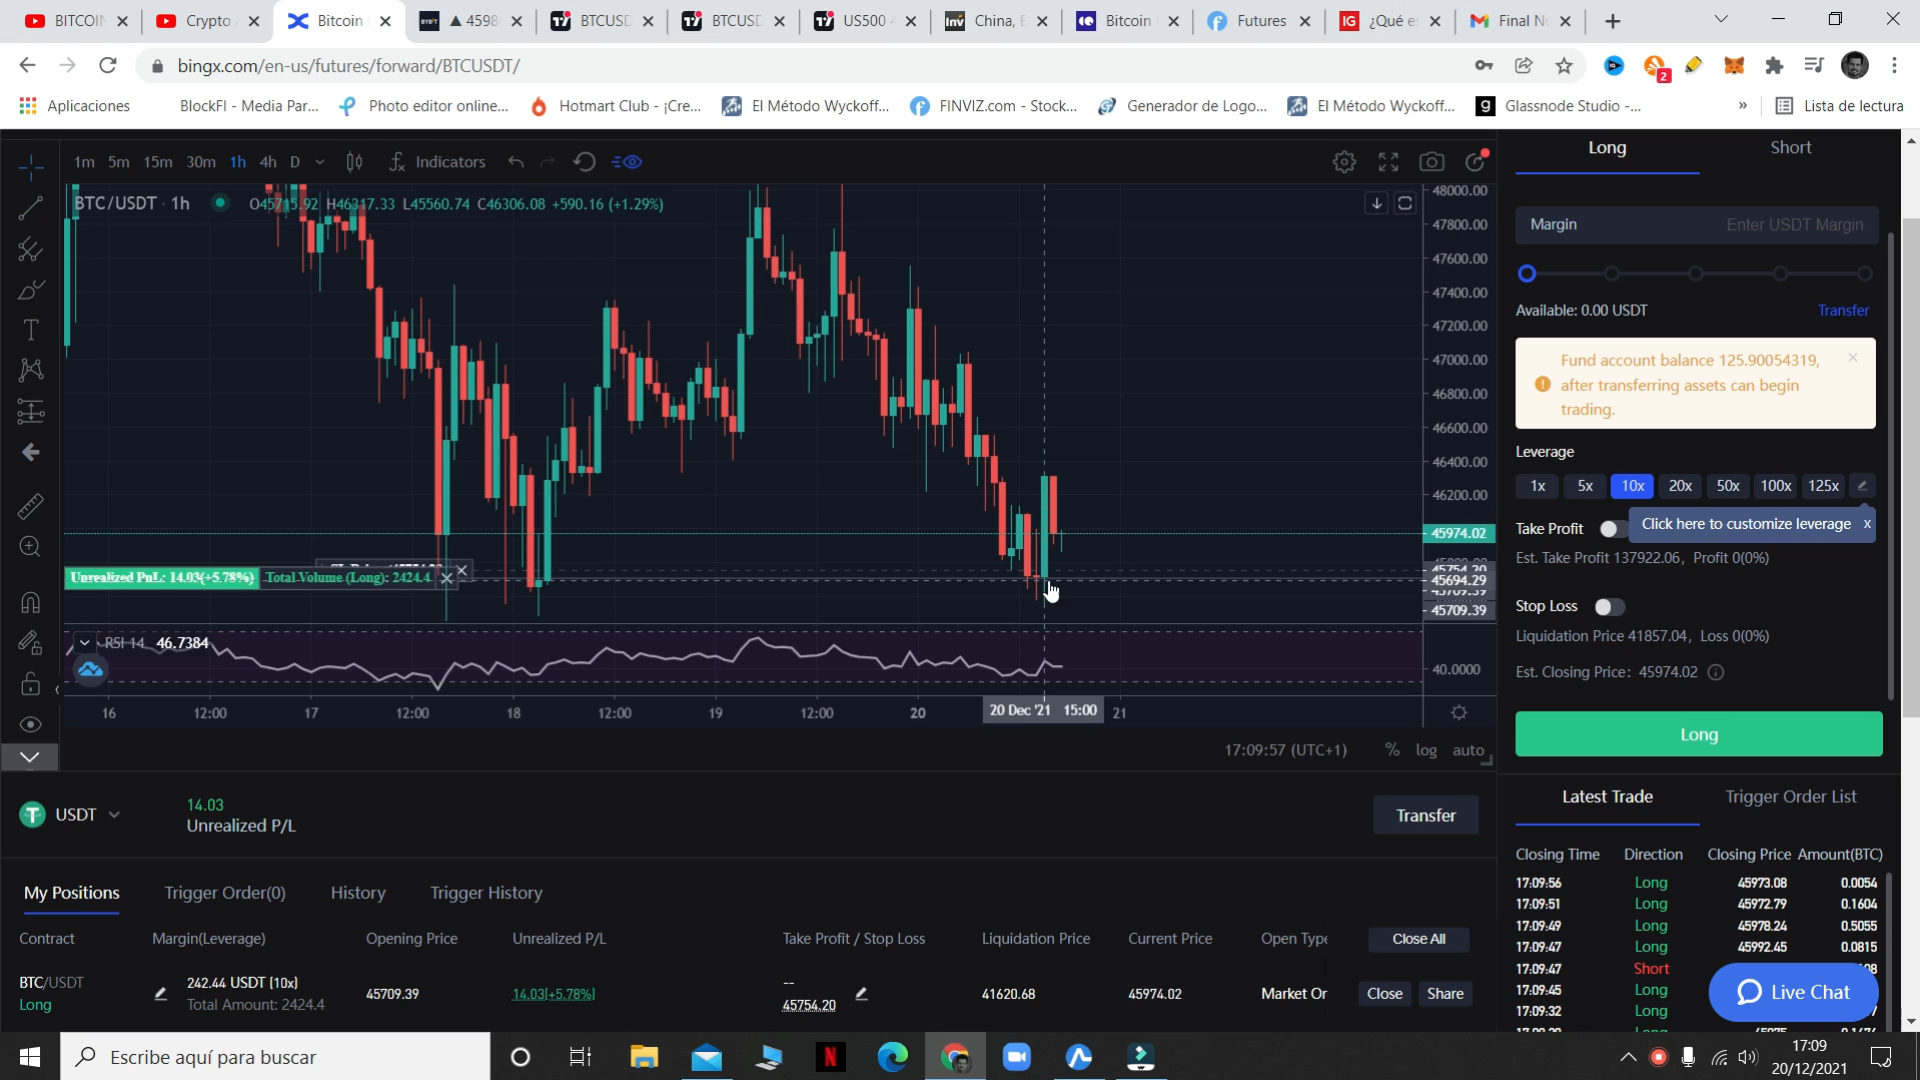 BITCOIN
Crypto
Bitcoin
▲ 4598
BTCUSD
BTCUSD
US500
China, E
Bitcoin
Futures
¿Qué es
Final N
bingx.com/en-us/futures/forward/BTCUSDT/
2
Aplicaciones
BlockFI - Media Par...
Photo editor online...
Hotmart Club - ¡Cre...
El Método Wyckoff...
FINVIZ.com - Stock...
Generador de Logo...
El Método Wyckoff...
Glassnode Studio -...
»
Lista de lectura
1m 5m 15m 30m 1h 4h D
Indicators
BTC/USDT · 1h
O45715.92 H46317.33 L45560.74 C46306.08 +590.16 (+1.29%)
48000.00
47800.00
47600.00
47400.00
47200.00
47000.00
46800.00
46600.00
46400.00
46200.00
45974.02
45754.20
45694.29
45709.39
Unrealized PnL: 14.03(+5.78%)
Total Volume (Long): 2424.4
RSI 14 46.7384
40.0000
16 12:00 17 12:00 18 12:00 19 12:00 20
20 Dec '21 15:00
21
17:09:57 (UTC+1)
% log auto
Long
Short
Margin
Enter USDT Margin
Available: 0.00 USDT
Transfer
Fund account balance 125.90054319,
after transferring assets can begin
trading.
Leverage
1x 5x 10x 20x 50x 100x 125x
Take Profit
Click here to customize leverage x
Est. Take Profit 137922.06, Profit 0(0%)
Stop Loss
Liquidation Price 41857.04, Loss 0(0%)
Est. Closing Price: 45974.02
Long
USDT
14.03
Unrealized P/L
Transfer
My Positions
Trigger Order(0)
History
Trigger History
Contract
Margin(Leverage)
Opening Price
Unrealized P/L
Take Profit / Stop Loss
Liquidation Price
Current Price
Open Type
Close All
BTC/USDT
Long
242.44 USDT (10x)
Total Amount: 2424.4
45709.39
14.03(+5.78%)
--
45754.20
41620.68
45974.02
Market Or
Close
Share
Latest Trade
Trigger Order List
Closing Time Direction Closing Price Amount(BTC)
17:09:56 Long 45973.08 0.0054
17:09:51 Long 45972.79 0.1604
17:09:49 Long 45978.24 0.5055
17:09:47 Long 45992.45 0.0815
17:09:47 Short
17:09:45 Long
17:09:32 Long
Live Chat
Escribe aquí para buscar
17:09
20/12/2021